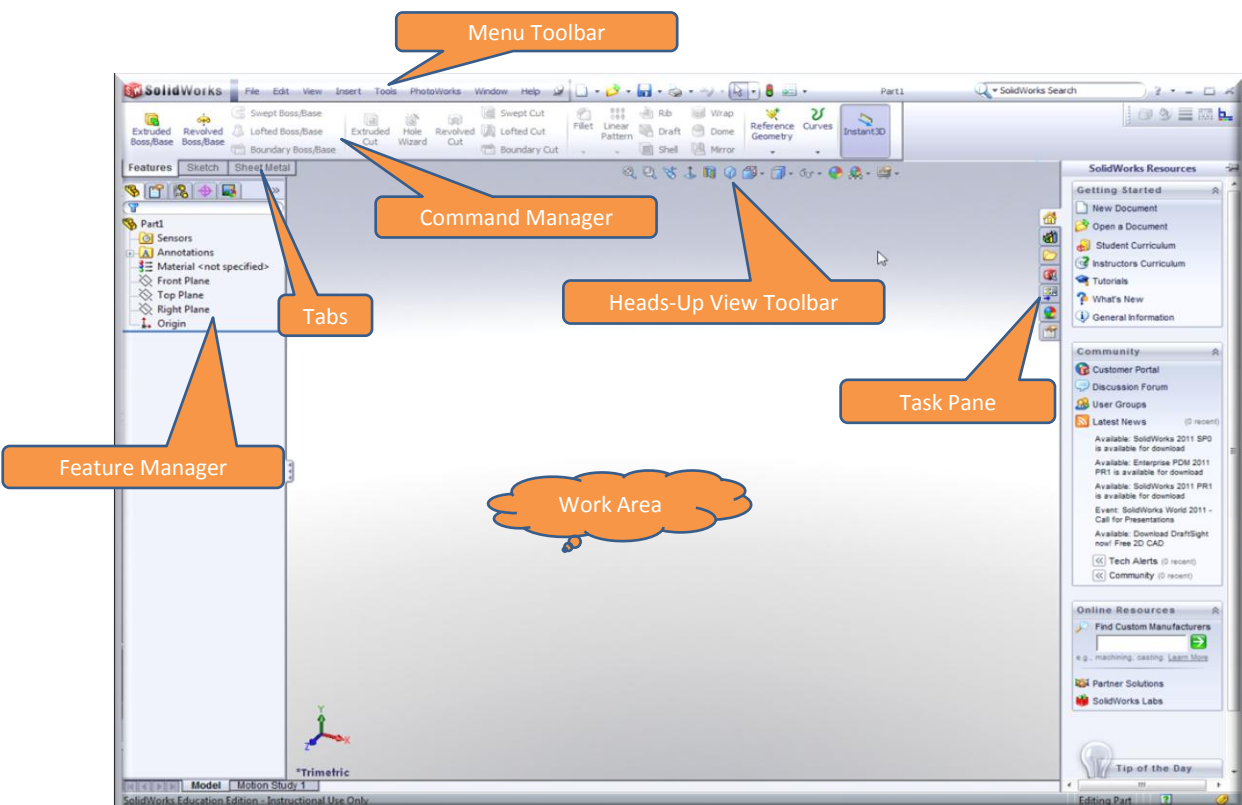 Menu Toolbar
SolidWorks File Edit View Insert Tools PhotoWorks Window Help Part1 SolidWorks Search
Extruded Boss/Base
Revolved Boss/Base
Swept Boss/Base
Lofted Boss/Base
Boundary Boss/Base
Extruded Cut
Hole Wizard
Revolved Cut
Swept Cut
Lofted Cut
Boundary Cut
Fillet
Linear Pattern
Rib
Draft
Shell
Wrap
Dome
Mirror
Reference Geometry
Curves
Instant3D
Features Sketch Sheet Metal
Command Manager
Heads-Up View Toolbar
Tabs
Task Pane
Feature Manager
Work Area
Part1
Sensors
Annotations
Material <not specified>
Front Plane
Top Plane
Right Plane
Origin
SolidWorks Resources
Getting Started
New Document
Open a Document
Student Curriculum
Instructors Curriculum
Tutorials
What's New
General Information
Community
Customer Portal
Discussion Forum
User Groups
Latest News (0 recent)
Available: SolidWorks 2011 SP0
is available for download
Available: Enterprise PDM 2011
PR1 is available for download
Available: SolidWorks 2011 PR1
is available for download
Event: SolidWorks World 2011 -
Call for Presentations
Available: Download DraftSight
now! Free 2D CAD
Tech Alerts (0 recent)
Community (0 recent)
Online Resources
Find Custom Manufacturers
e.g., machining, casting. Learn More
Partner Solutions
SolidWorks Labs
Tip of the Day
Y
X
Z
*Trimetric
Model Motion Study 1
SolidWorks Education Edition - Instructional Use Only
Editing Part